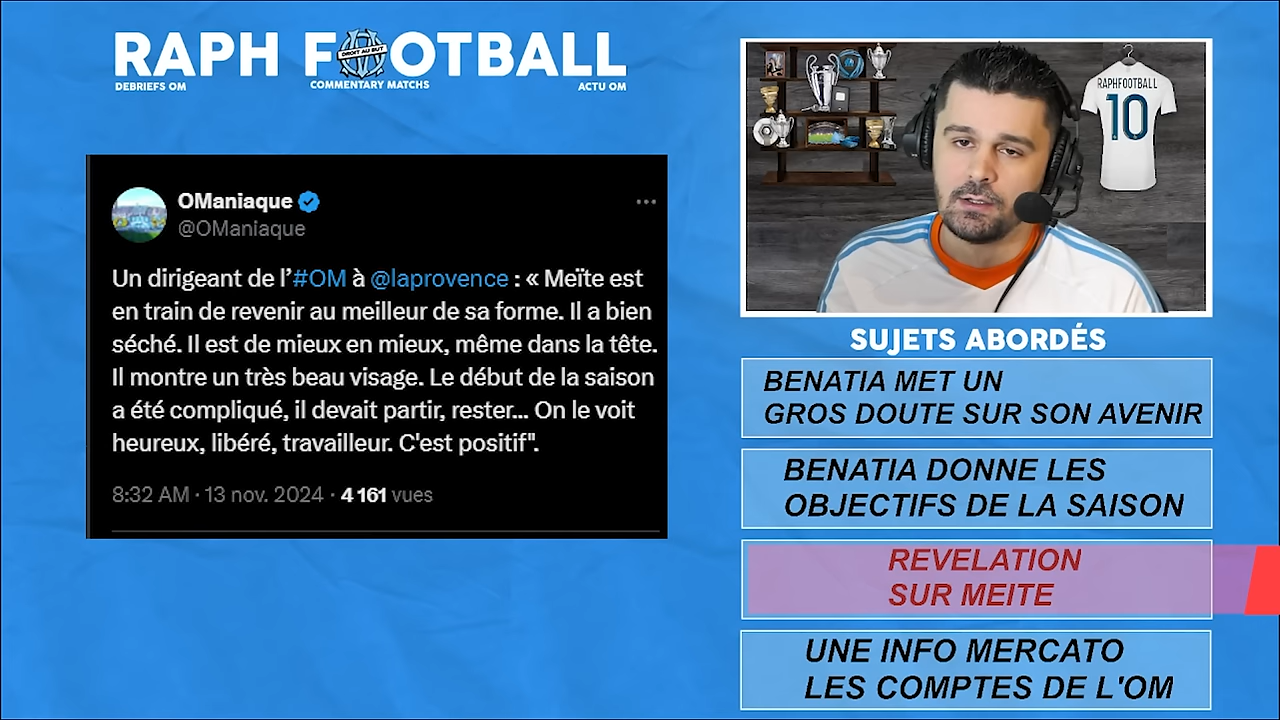 RAPH FOOTBALL
DROIT AU BUT
DEBRIEFS OM
COMMENTARY MATCHS
ACTU OM
OManiaque
@OManiaque
Un dirigeant de l’#OM à @laprovence : « Meïte est
en train de revenir au meilleur de sa forme. Il a bien
séché. Il est de mieux en mieux, même dans la tête.
Il montre un très beau visage. Le début de la saison
a été compliqué, il devait partir, rester... On le voit
heureux, libéré, travailleur. C'est positif".
8:32 AM · 13 nov. 2024 · 4 161 vues
RAPHFOOTBALL
10
SUJETS ABORDÉS
BENATIA MET UN
GROS DOUTE SUR SON AVENIR
BENATIA DONNE LES
OBJECTIFS DE LA SAISON
REVELATION
SUR MEITE
UNE INFO MERCATO
LES COMPTES DE L'OM